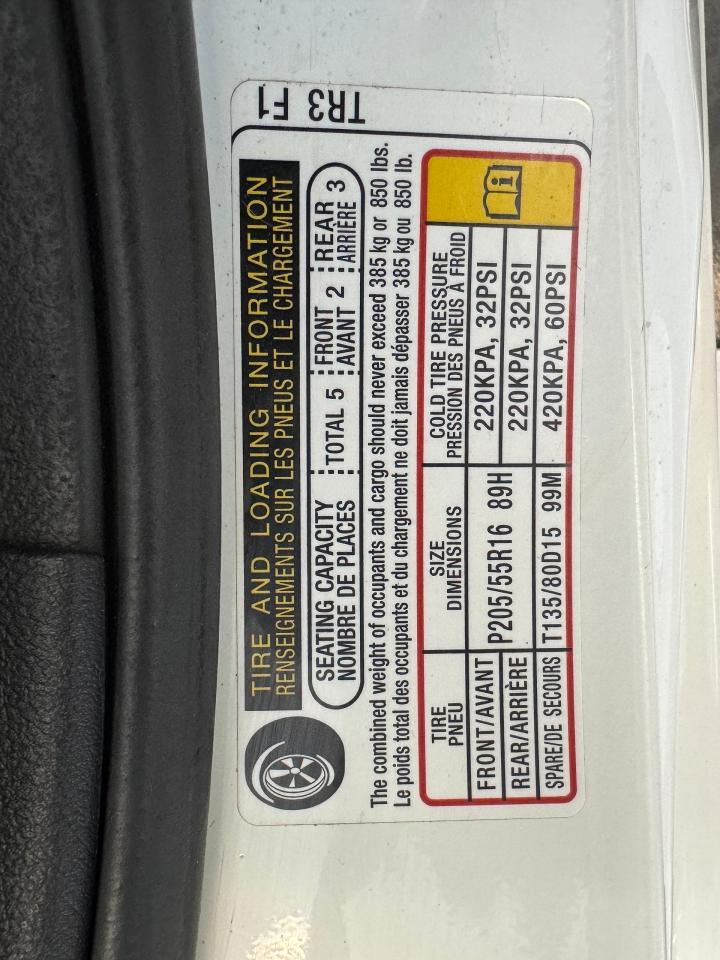 TR3 F1
TIRE AND LOADING INFORMATION
RENSEIGNEMENTS SUR LES PNEUS ET LE CHARGEMENT
SEATING CAPACITY TOTAL 5 FRONT 2 REAR 3
NOMBRE DE PLACES AVANT ARRIÈRE
The combined weight of occupants and cargo should never exceed 385 kg or 850 lbs.
Le poids total des occupants et du chargement ne doit jamais dépasser 385 kg ou 850 lb.
TIRE SIZE COLD TIRE PRESSURE
PNEU DIMENSIONS PRESSION DES PNEUS À FROID
FRONT/AVANT P205/55R16 89H 220KPA, 32PSI
REAR/ARRIÈRE 220KPA, 32PSI
SPARE/DE SECOURS T135/80D15 99M 420KPA, 60PSI